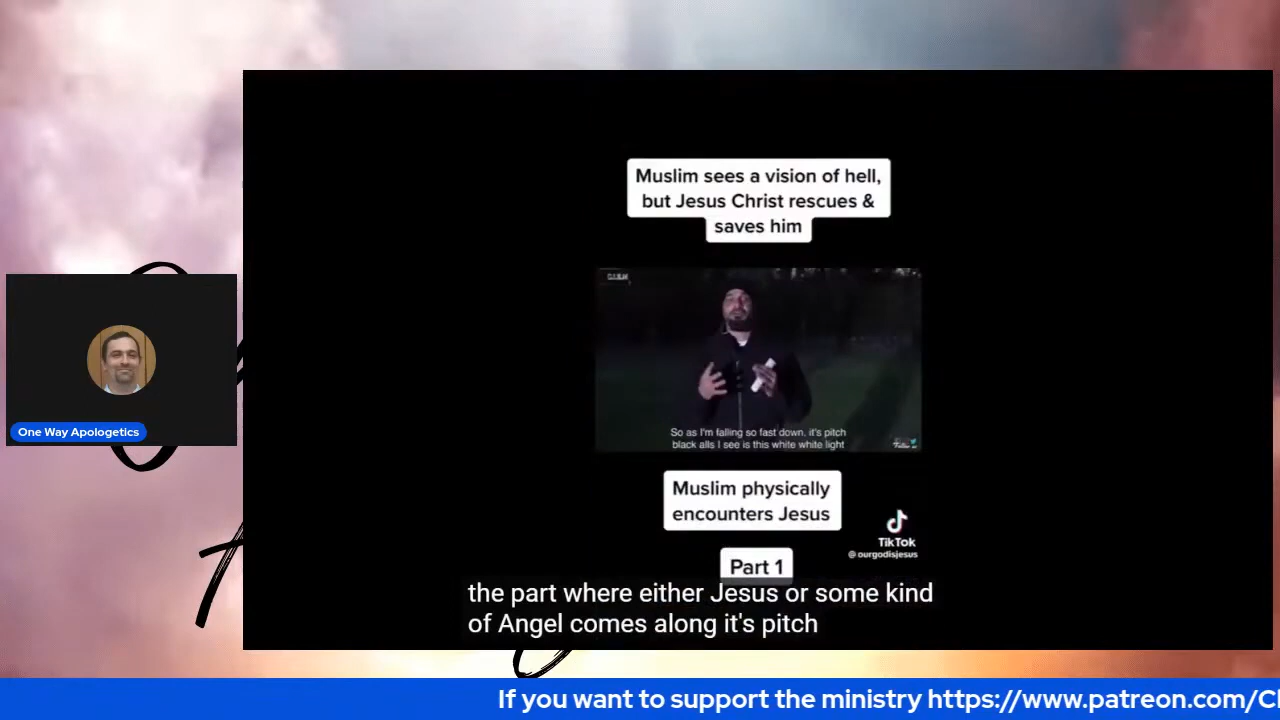 Muslim sees a vision of hell,
but Jesus Christ rescues &
saves him
So as I'm falling so fast down, it's pitch
black alls I see is this white white light
One Way Apologetics
Muslim physically
encounters Jesus
TikTok
@ourgodisjesus
Part 1
the part where either Jesus or some kind
of Angel comes along it's pitch
If you want to support the ministry https://www.patreon.com/C